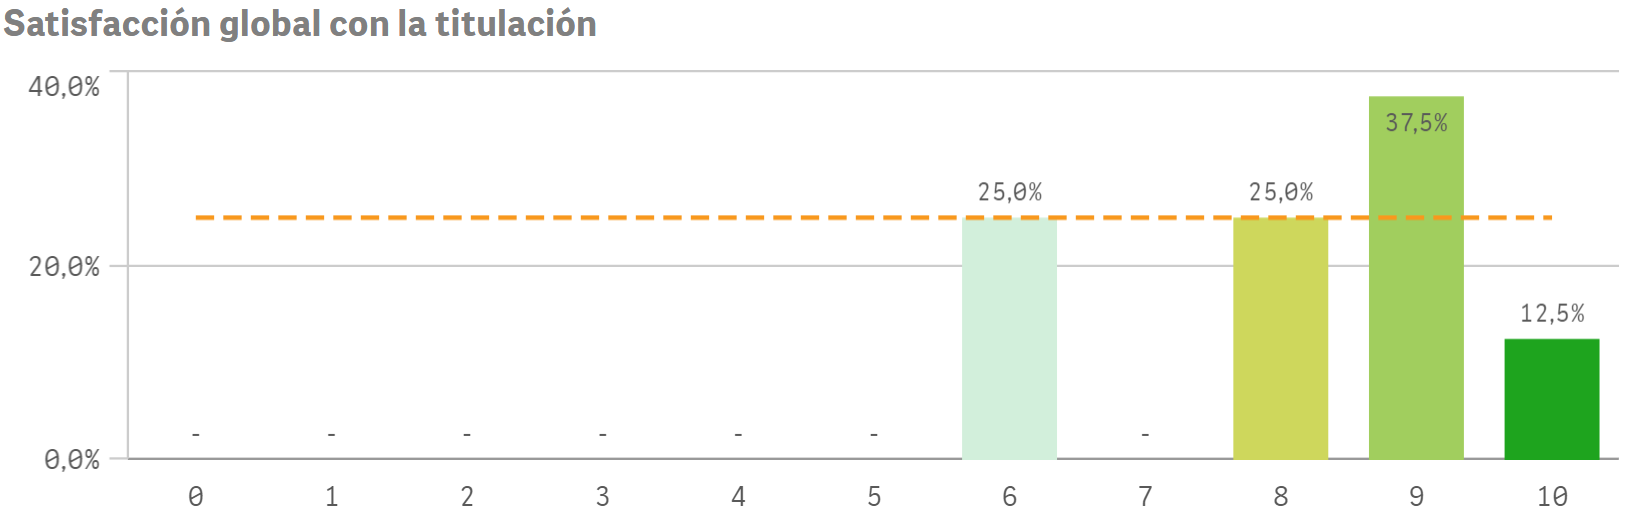 Satisfacción global con la titulación
40,0%
37,5%
25,0% 25,0%
20,0%
12,5%
- - - - - - -
0,0%
0 1 2 3 4 5 6 7 8 9 10